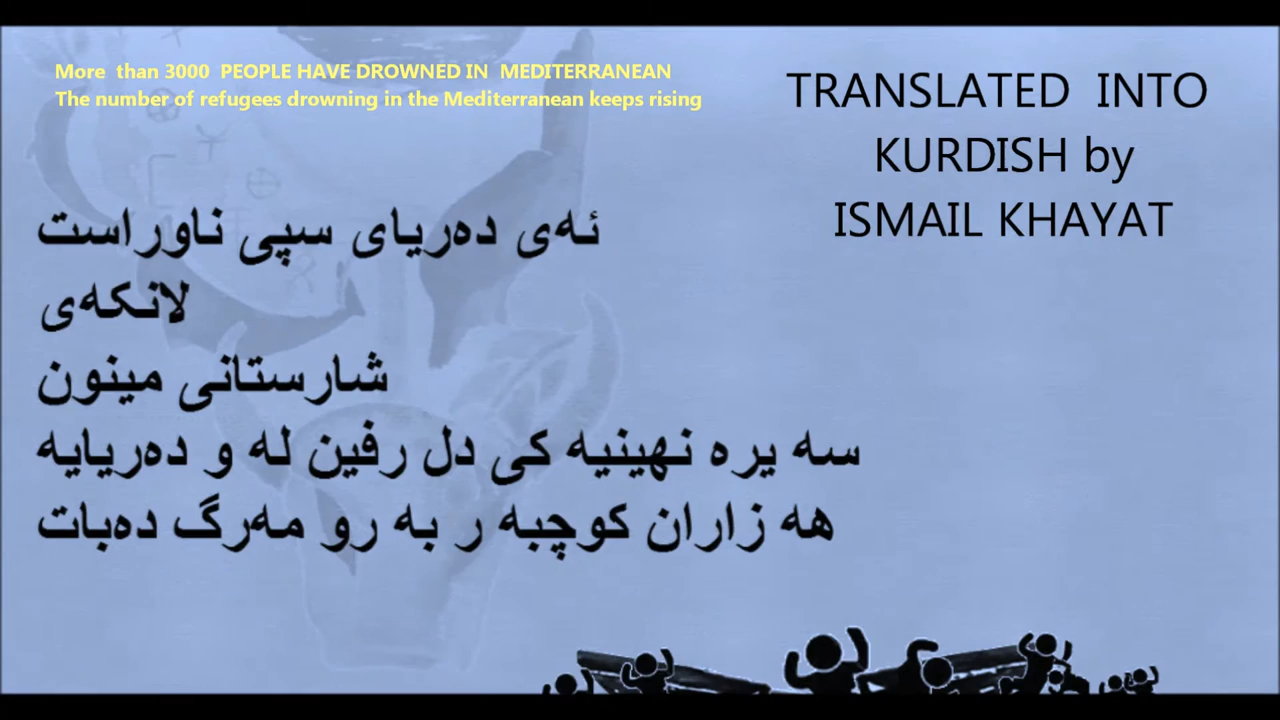 More than 3000 PEOPLE HAVE DROWNED IN MEDITERRANEAN
The number of refugees drowning in the Mediterranean keeps rising
TRANSLATED INTO
KURDISH by
ISMAIL KHAYAT
ئەی دەریای سپی ناوراست
لانکەی
شارستانی مینون
سه یره نهینیه کی دل رفین له و دەریایه
هه زاران کوچبه ر به رو مەرگ دەبات